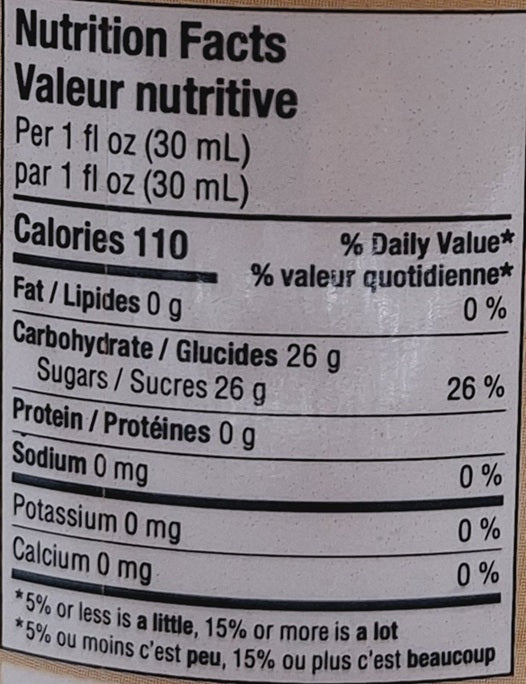 Nutrition Facts
Valeur nutritive
Per 1 fl oz (30 mL)
par 1 fl oz (30 mL)
Calories 110
% Daily Value*
% valeur quotidienne*
Fat / Lipides 0 g 0 %
Carbohydrate / Glucides 26 g
Sugars / Sucres 26 g 26 %
Protein / Protéines 0 g
Sodium 0 mg 0 %
Potassium 0 mg 0 %
Calcium 0 mg 0 %
*5% or less is a little, 15% or more is a lot
*5% ou moins c'est peu, 15% ou plus c'est beaucoup